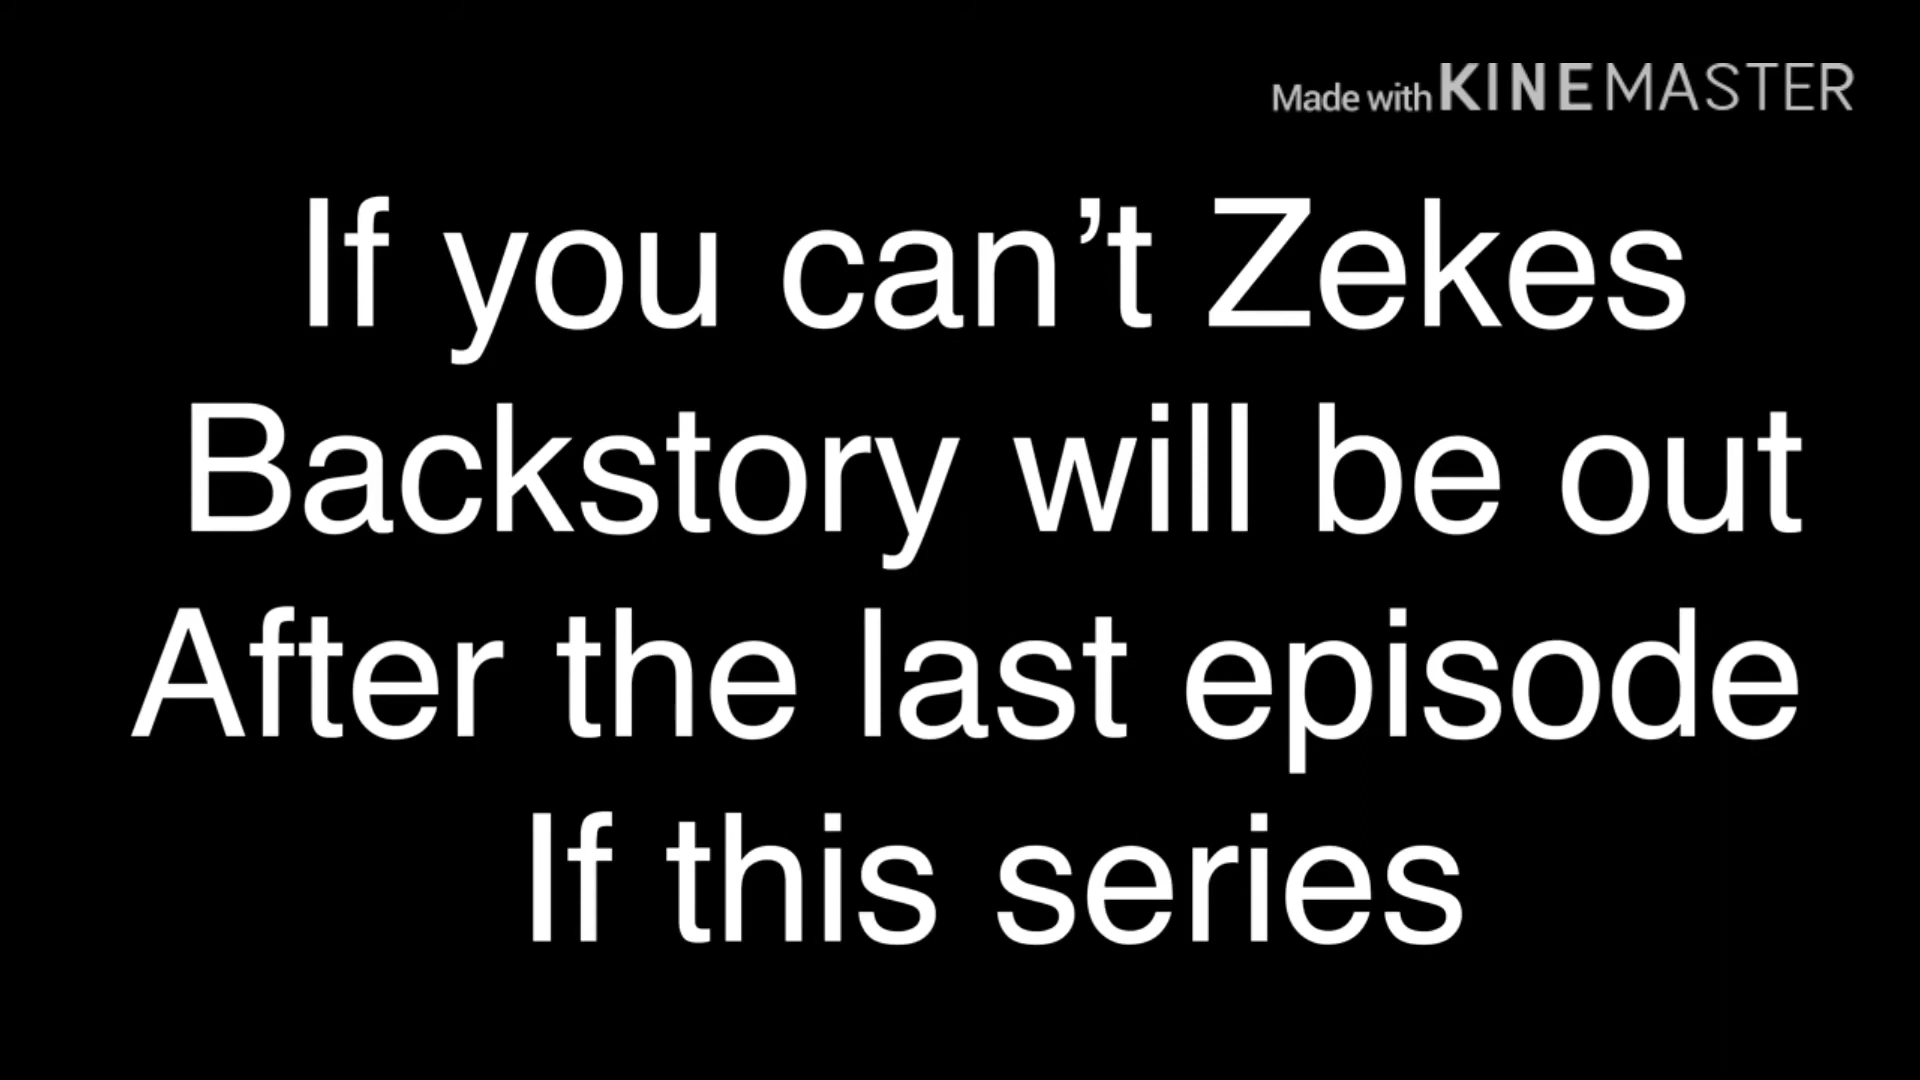 Made with KINEMASTER
If you can’t Zekes
Backstory will be out
After the last episode
If this series